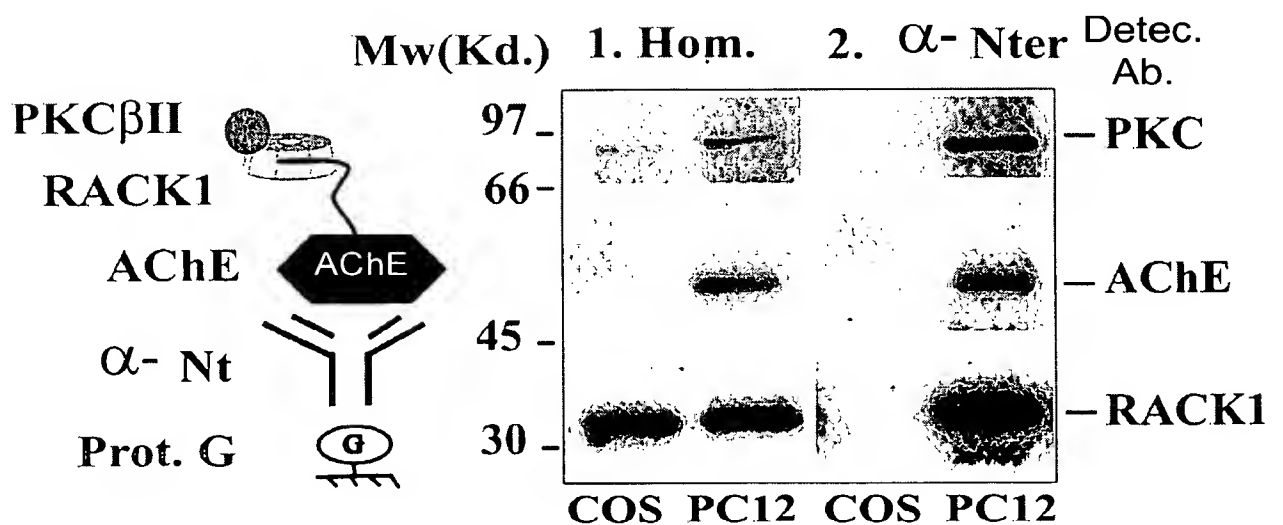 Mw(Kd.) 1. Hom. 2. α- Nter Detec.
Ab.
PKCβII
RACK1
AChE
AChE
α- Nt
Prot. G
G
97
66
45
30
PKC
AChE
RACK1
COS PC12 COS PC12